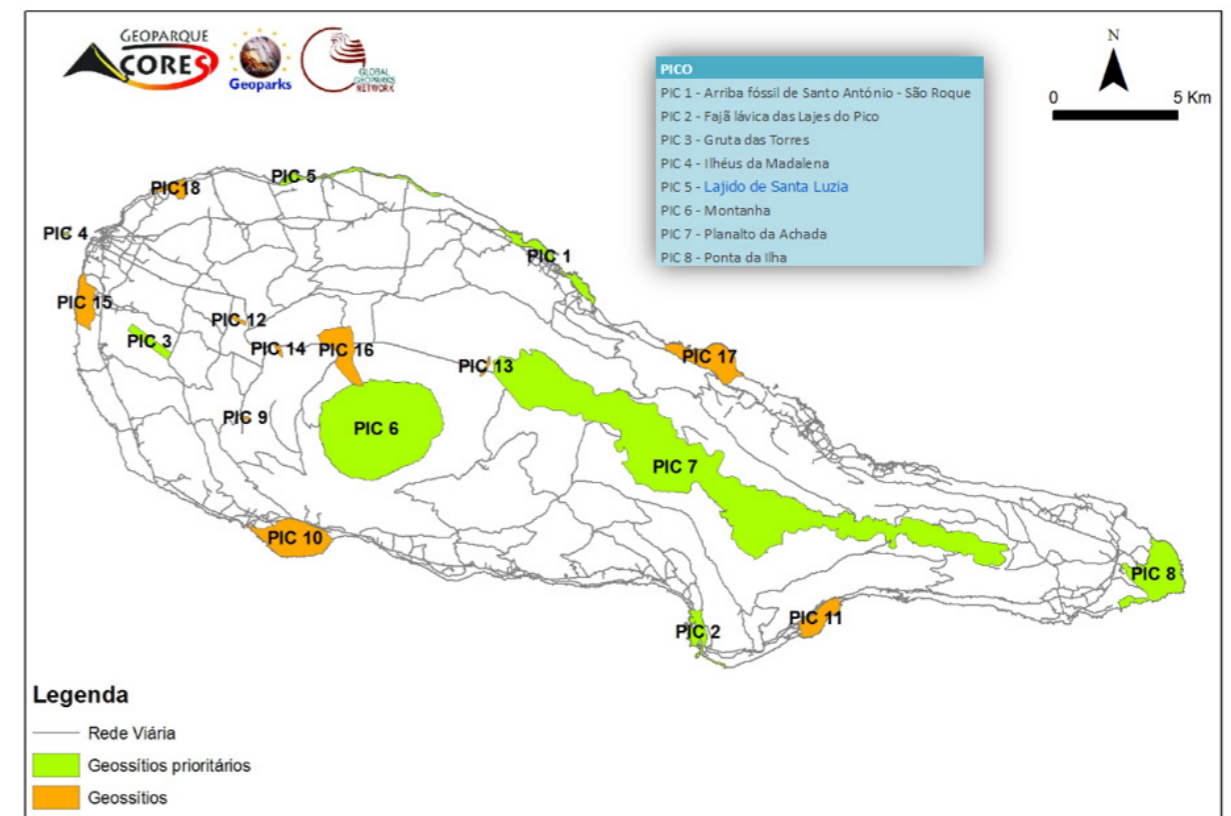 GEOPARQUE
AÇORES
Geoparks
GLOBAL
GEOPARKS
NETWORK
PICO
PIC 1 - Arriba fóssil de Santo António - São Roque
PIC 2 - Fajã lávica das Lajes do Pico
PIC 3 - Gruta das Torres
PIC 4 - Ilhéus da Madalena
PIC 5 - Lajido de Santa Luzia
PIC 6 - Montanha
PIC 7 - Planalto da Achada
PIC 8 - Ponta da Ilha
N
0 5 Km
PIC 5
PIC18
PIC 4
PIC 1
PIC 15
PIC 12
PIC 3
PIC 14
PIC 16
PIC 13
PIC 17
PIC 9
PIC 6
PIC 7
PIC 10
PIC 8
PIC 11
PIC 2
Legenda
Rede Viária
Geossítios prioritários
Geossítios